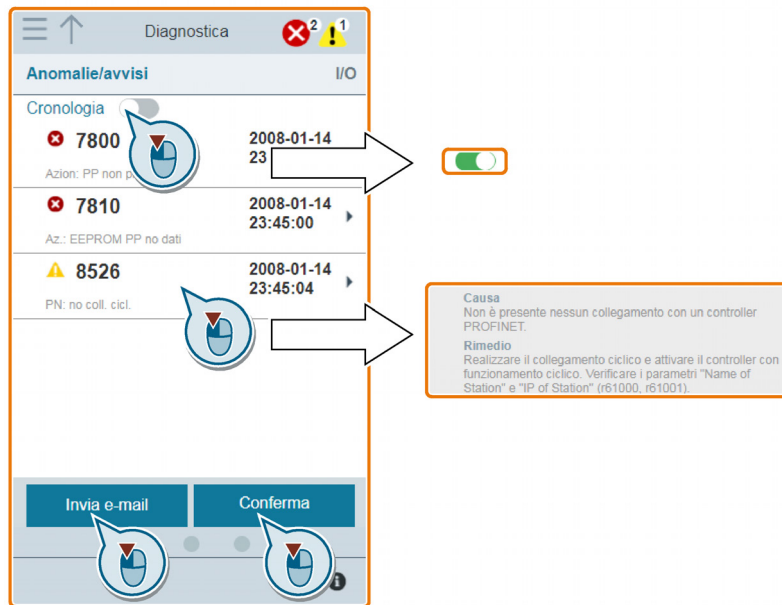 Diagnostica
2
1
Anomalie/avvisi
I/O
Cronologia
7800
2008-01-14
23
Azion: PP non p
7810
2008-01-14
23:45:00
Az.: EEPROM PP no dati
8526
2008-01-14
23:45:04
PN: no coll. cicl.
Invia e-mail
Conferma
Causa
Non è presente nessun collegamento con un controller
PROFINET.
Rimedio
Realizzare il collegamento ciclico e attivare il controller con
funzionamento ciclico. Verificare i parametri "Name of
Station" e "IP of Station" (r61000, r61001).